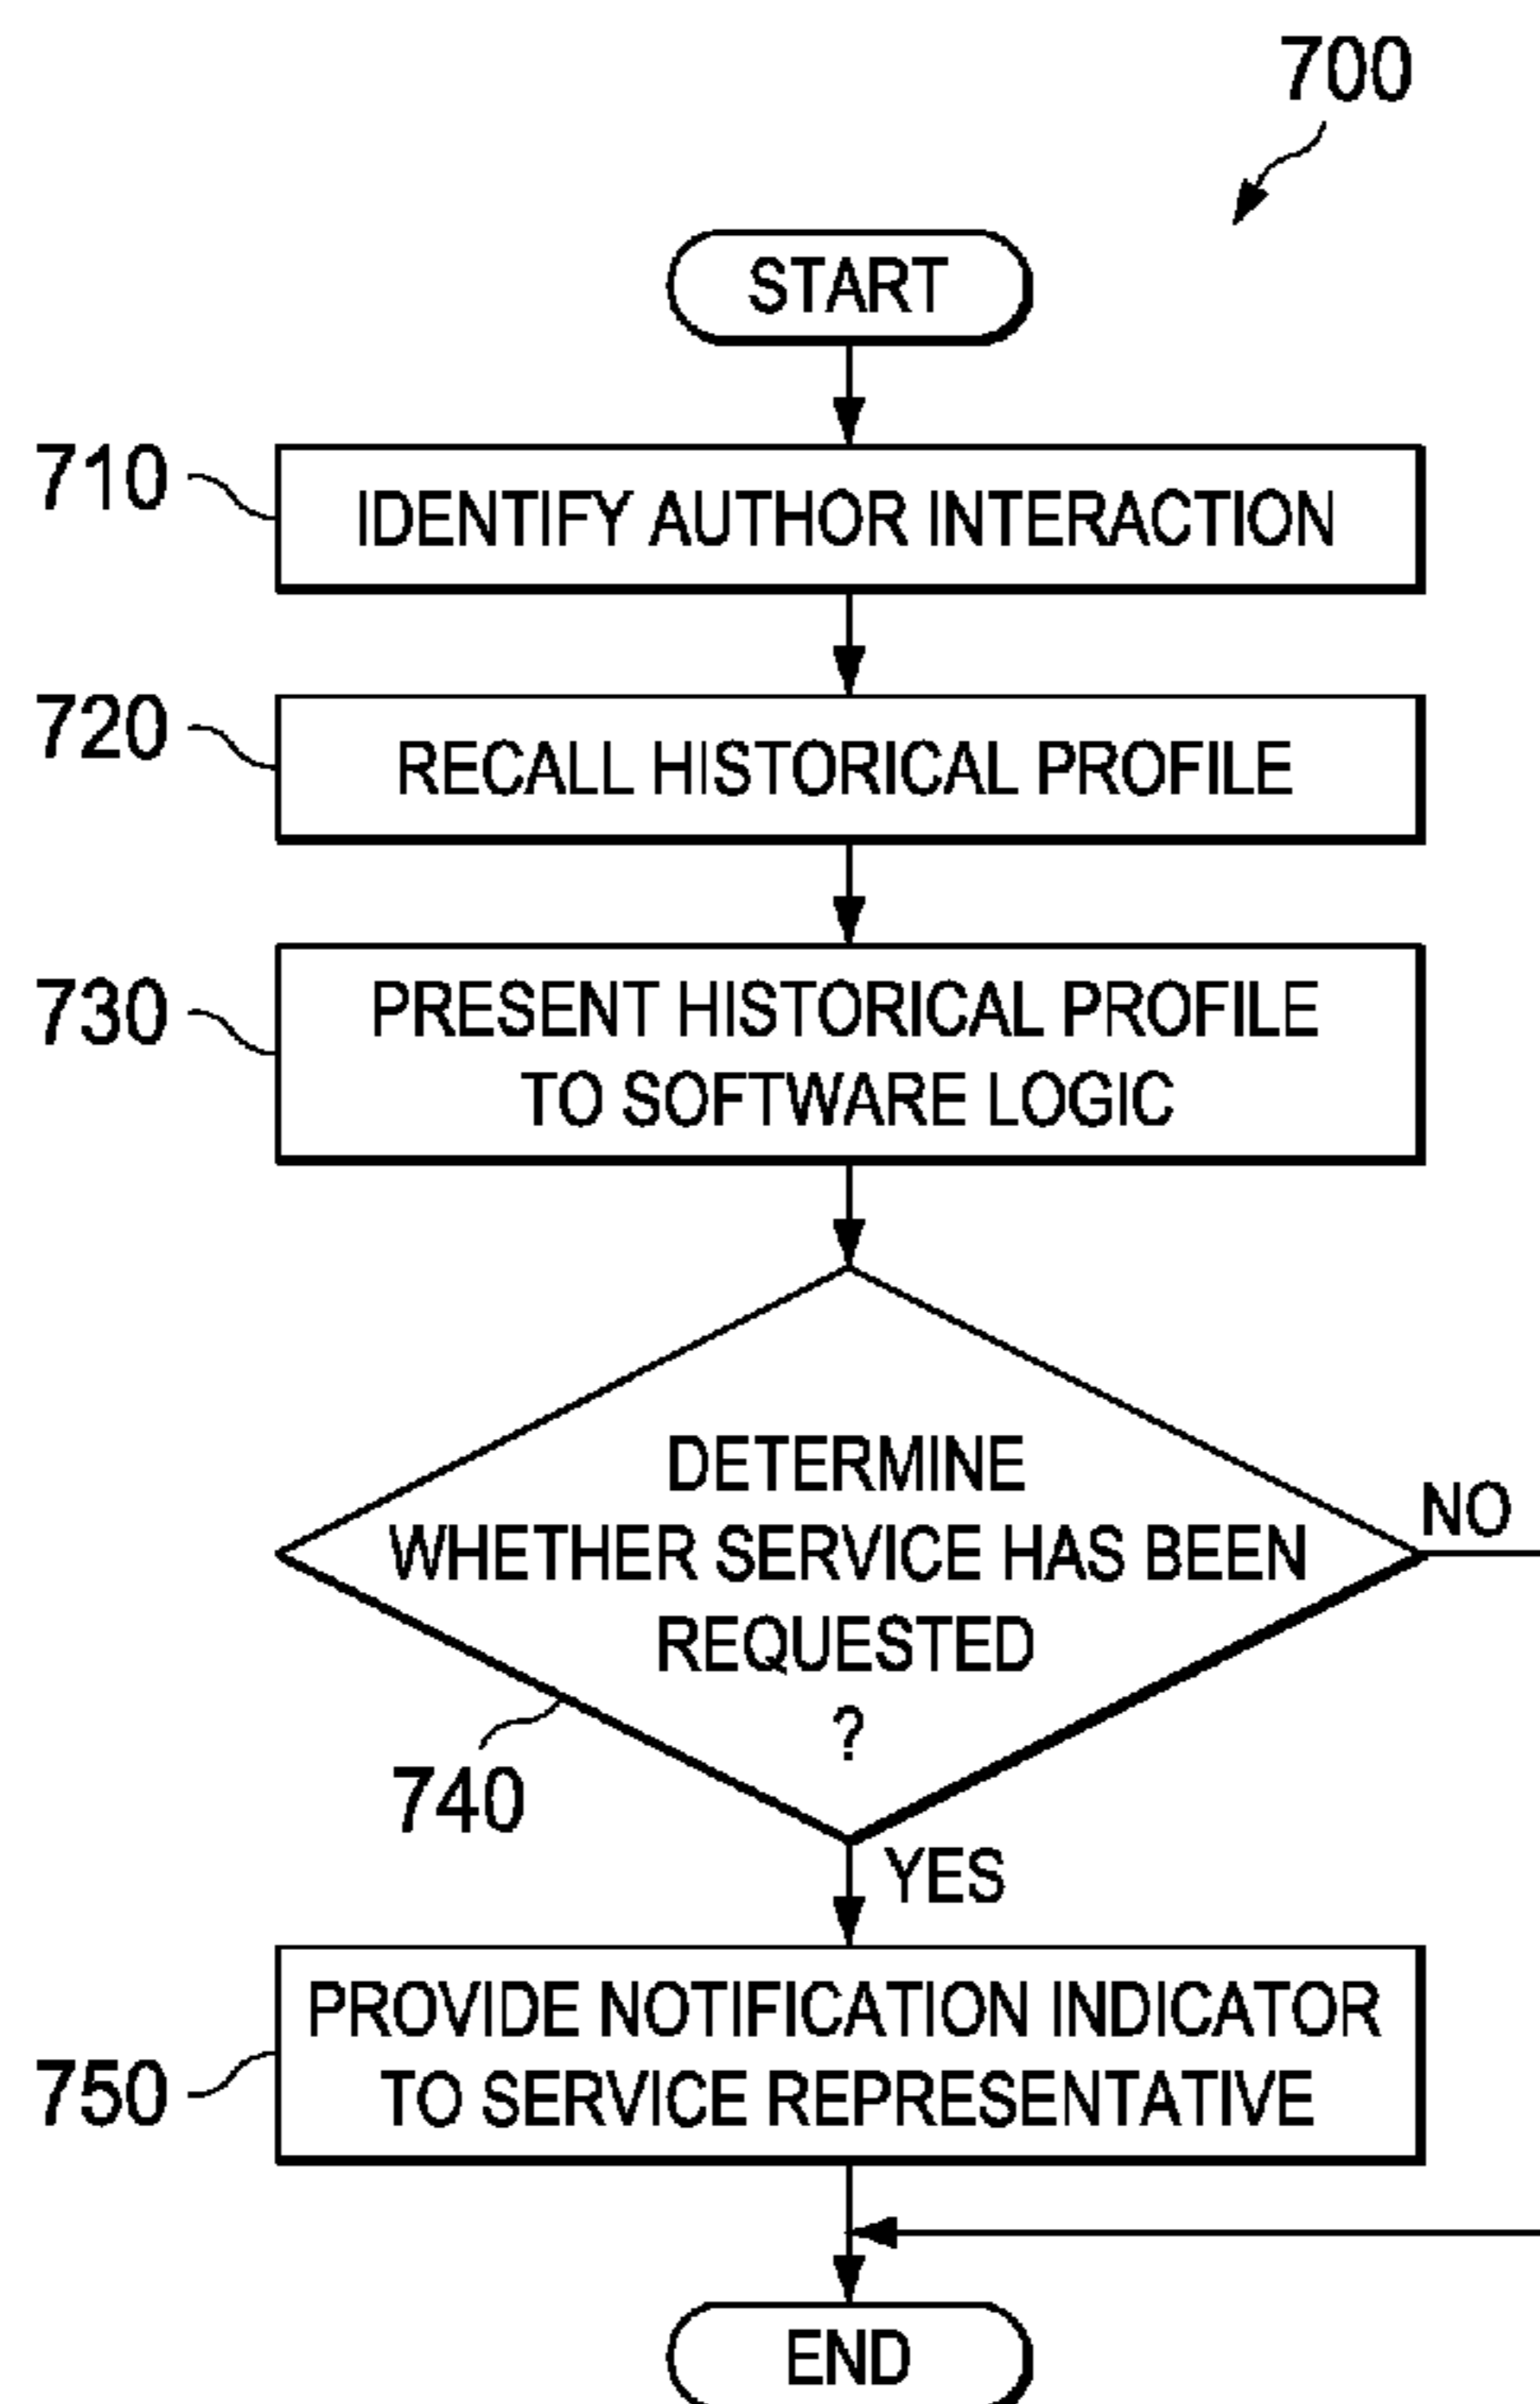 700
START
710
IDENTIFY AUTHOR INTERACTION
720
RECALL HISTORICAL PROFILE
730
PRESENT HISTORICAL PROFILE
TO SOFTWARE LOGIC
DETERMINE
WHETHER SERVICE HAS BEEN
REQUESTED
?
NO
740
YES
750
PROVIDE NOTIFICATION INDICATOR
TO SERVICE REPRESENTATIVE
END